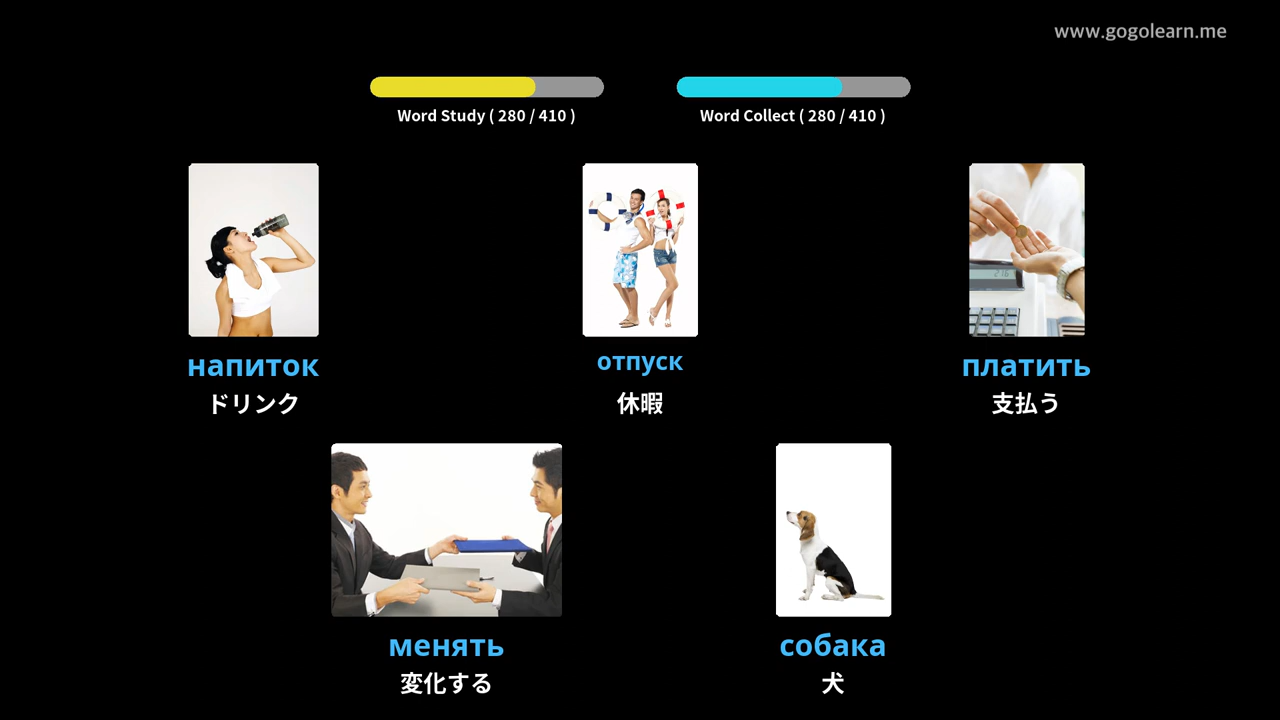 www.gogolearn.me
Word Study ( 280 / 410 )
Word Collect ( 280 / 410 )
напиток
ドリンク
отпуск
休暇
платить
支払う
менять
変化する
собака
犬